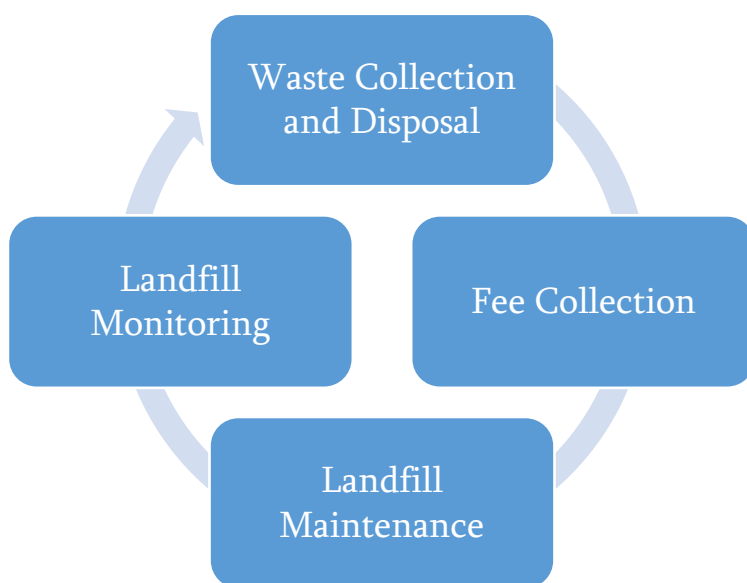 Waste Collection
and Disposal
Fee Collection
Landfill
Maintenance
Landfill
Monitoring